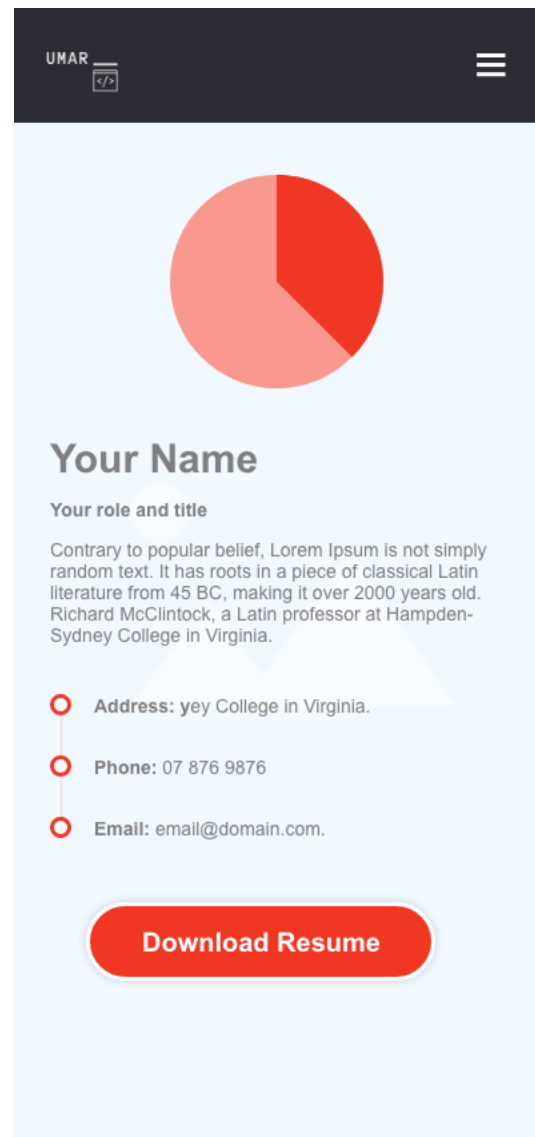 UMAR
</>
Your Name
Your role and title
Contrary to popular belief, Lorem Ipsum is not simply
random text. It has roots in a piece of classical Latin
literature from 45 BC, making it over 2000 years old.
Richard McClintock, a Latin professor at Hampden-
Sydney College in Virginia.
Address: yey College in Virginia.
Phone: 07 876 9876
Email: email@domain.com.
Download Resume